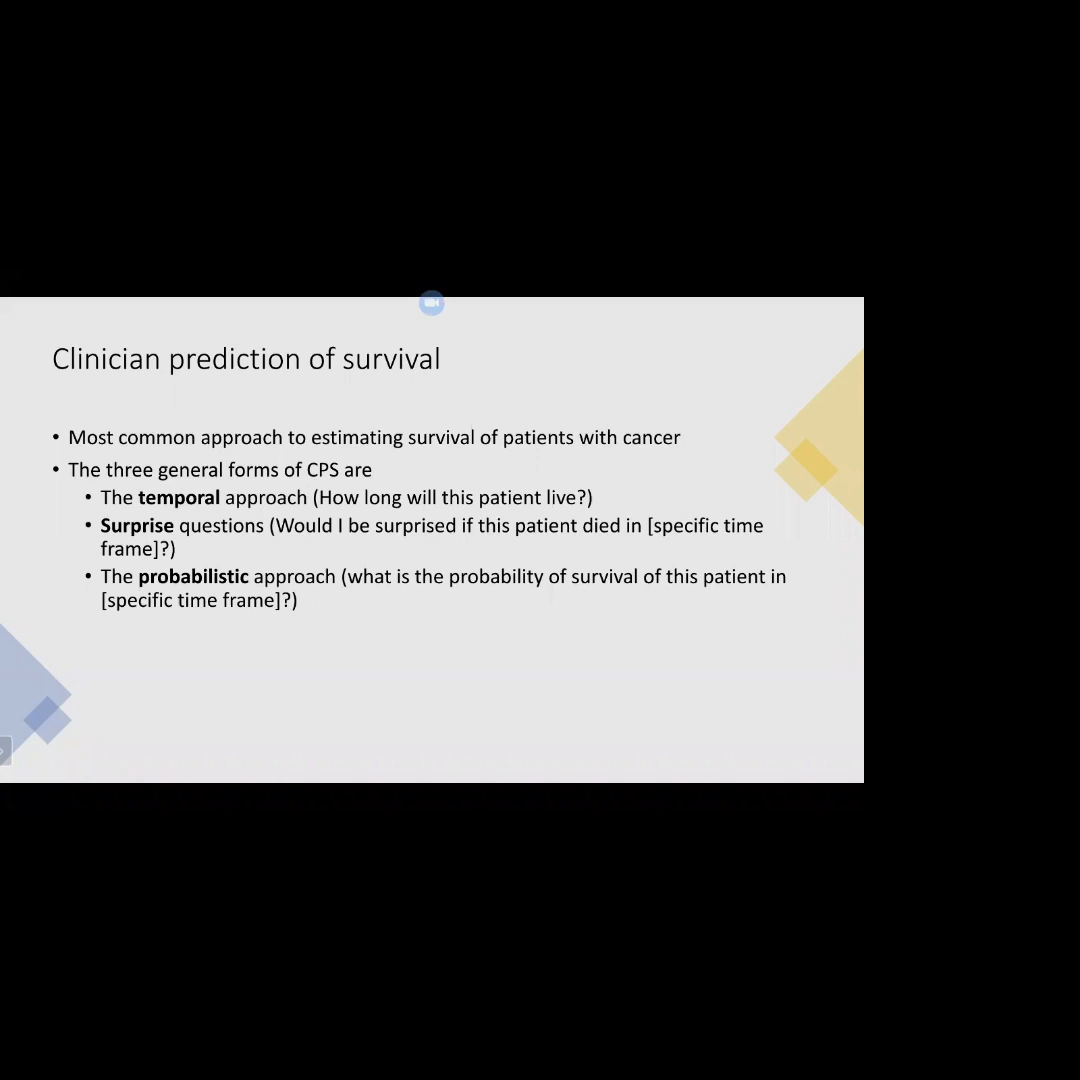 Clinician prediction of survival
• Most common approach to estimating survival of patients with cancer
• The three general forms of CPS are
• The temporal approach (How long will this patient live?)
• Surprise questions (Would I be surprised if this patient died in [specific time
frame]?)
• The probabilistic approach (what is the probability of survival of this patient in
[specific time frame]?)